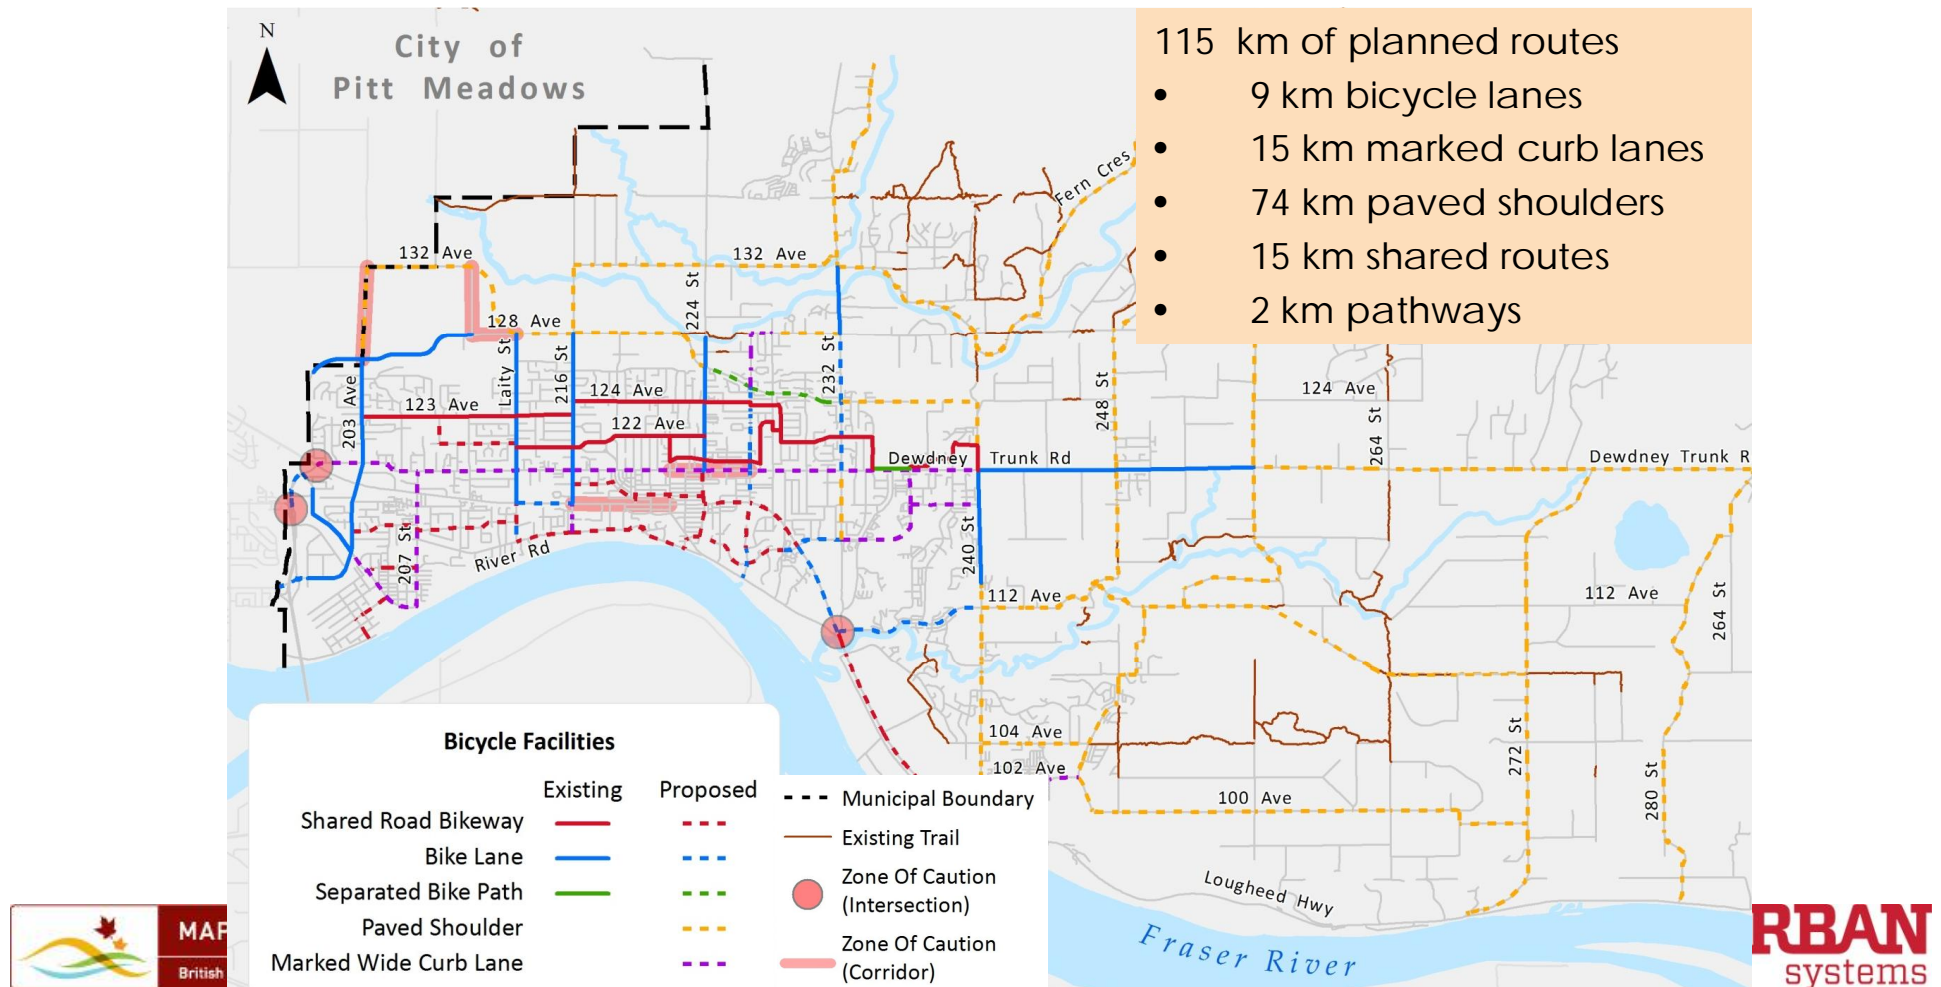 N
City of
Pitt Meadows
115 km of planned routes
• 9 km bicycle lanes
• 15 km marked curb lanes
• 74 km paved shoulders
• 15 km shared routes
• 2 km pathways
Fern Cres
132 Ave
132 Ave
224 St
128 Ave
Laity St
216 St
232 St
203 Ave
123 Ave
124 Ave
122 Ave
248 St
124 Ave
264 St
Dewdney Trunk Rd
Dewdney Trunk R
207 St
River Rd
240 St
112 Ave
112 Ave
264 St
104 Ave
102 Ave
272 St
280 St
100 Ave
Lougheed Hwy
Fraser River
Bicycle Facilities
Existing Proposed
Shared Road Bikeway
Bike Lane
Separated Bike Path
Paved Shoulder
Marked Wide Curb Lane
Municipal Boundary
Existing Trail
Zone Of Caution
(Intersection)
Zone Of Caution
(Corridor)
MAP
British
RBAN
systems